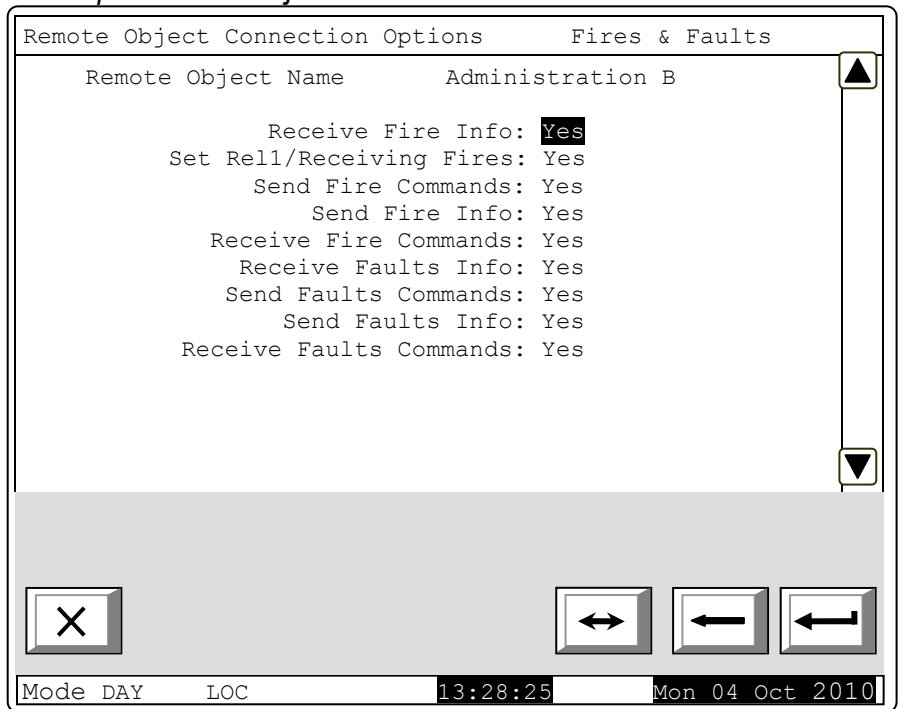 Remote Object Connection Options Fires & Faults
Remote Object Name Administration B
Receive Fire Info: Yes
Set Rel1/Receiving Fires: Yes
Send Fire Commands: Yes
Send Fire Info: Yes
Receive Fire Commands: Yes
Receive Faults Info: Yes
Send Faults Commands: Yes
Send Faults Info: Yes
Receive Faults Commands: Yes
Mode DAY LOC 13:28:25 Mon 04 Oct 2010